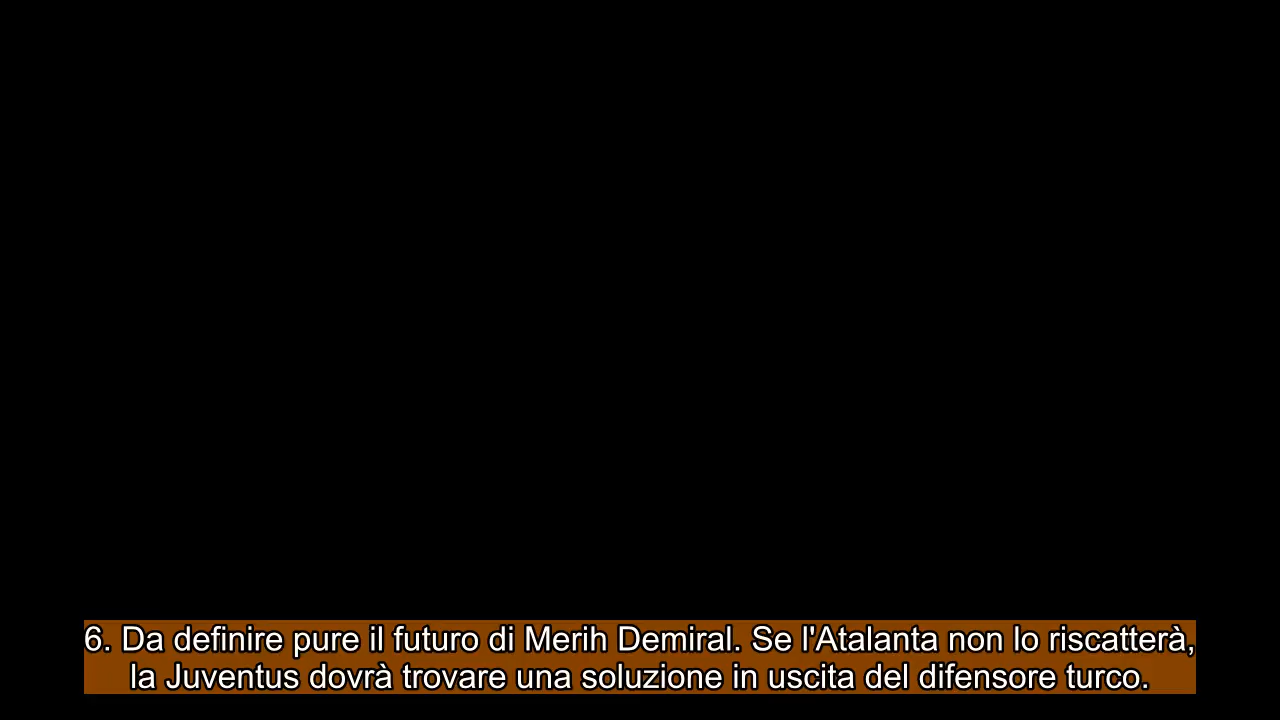 6. Da definire pure il futuro di Merih Demiral. Se l'Atalanta non lo riscatterà,
la Juventus dovrà trovare una soluzione in uscita del difensore turco.